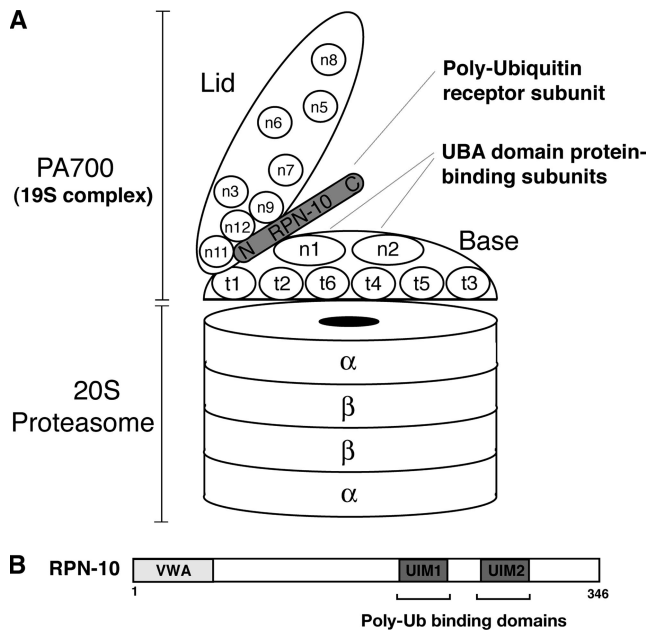 A
Lid
n8
n5
n6
n7
n3
n9
n12
n11
N RPN-10 C
Poly-Ubiquitin
receptor subunit
UBA domain protein-
binding subunits
PA700
(19S complex)
Base
n1 n2
t1 t2 t6 t4 t5 t3
20S
Proteasome
α
β
β
α
B
RPN-10 VWA UIM1 UIM2
1 346
Poly-Ub binding domains